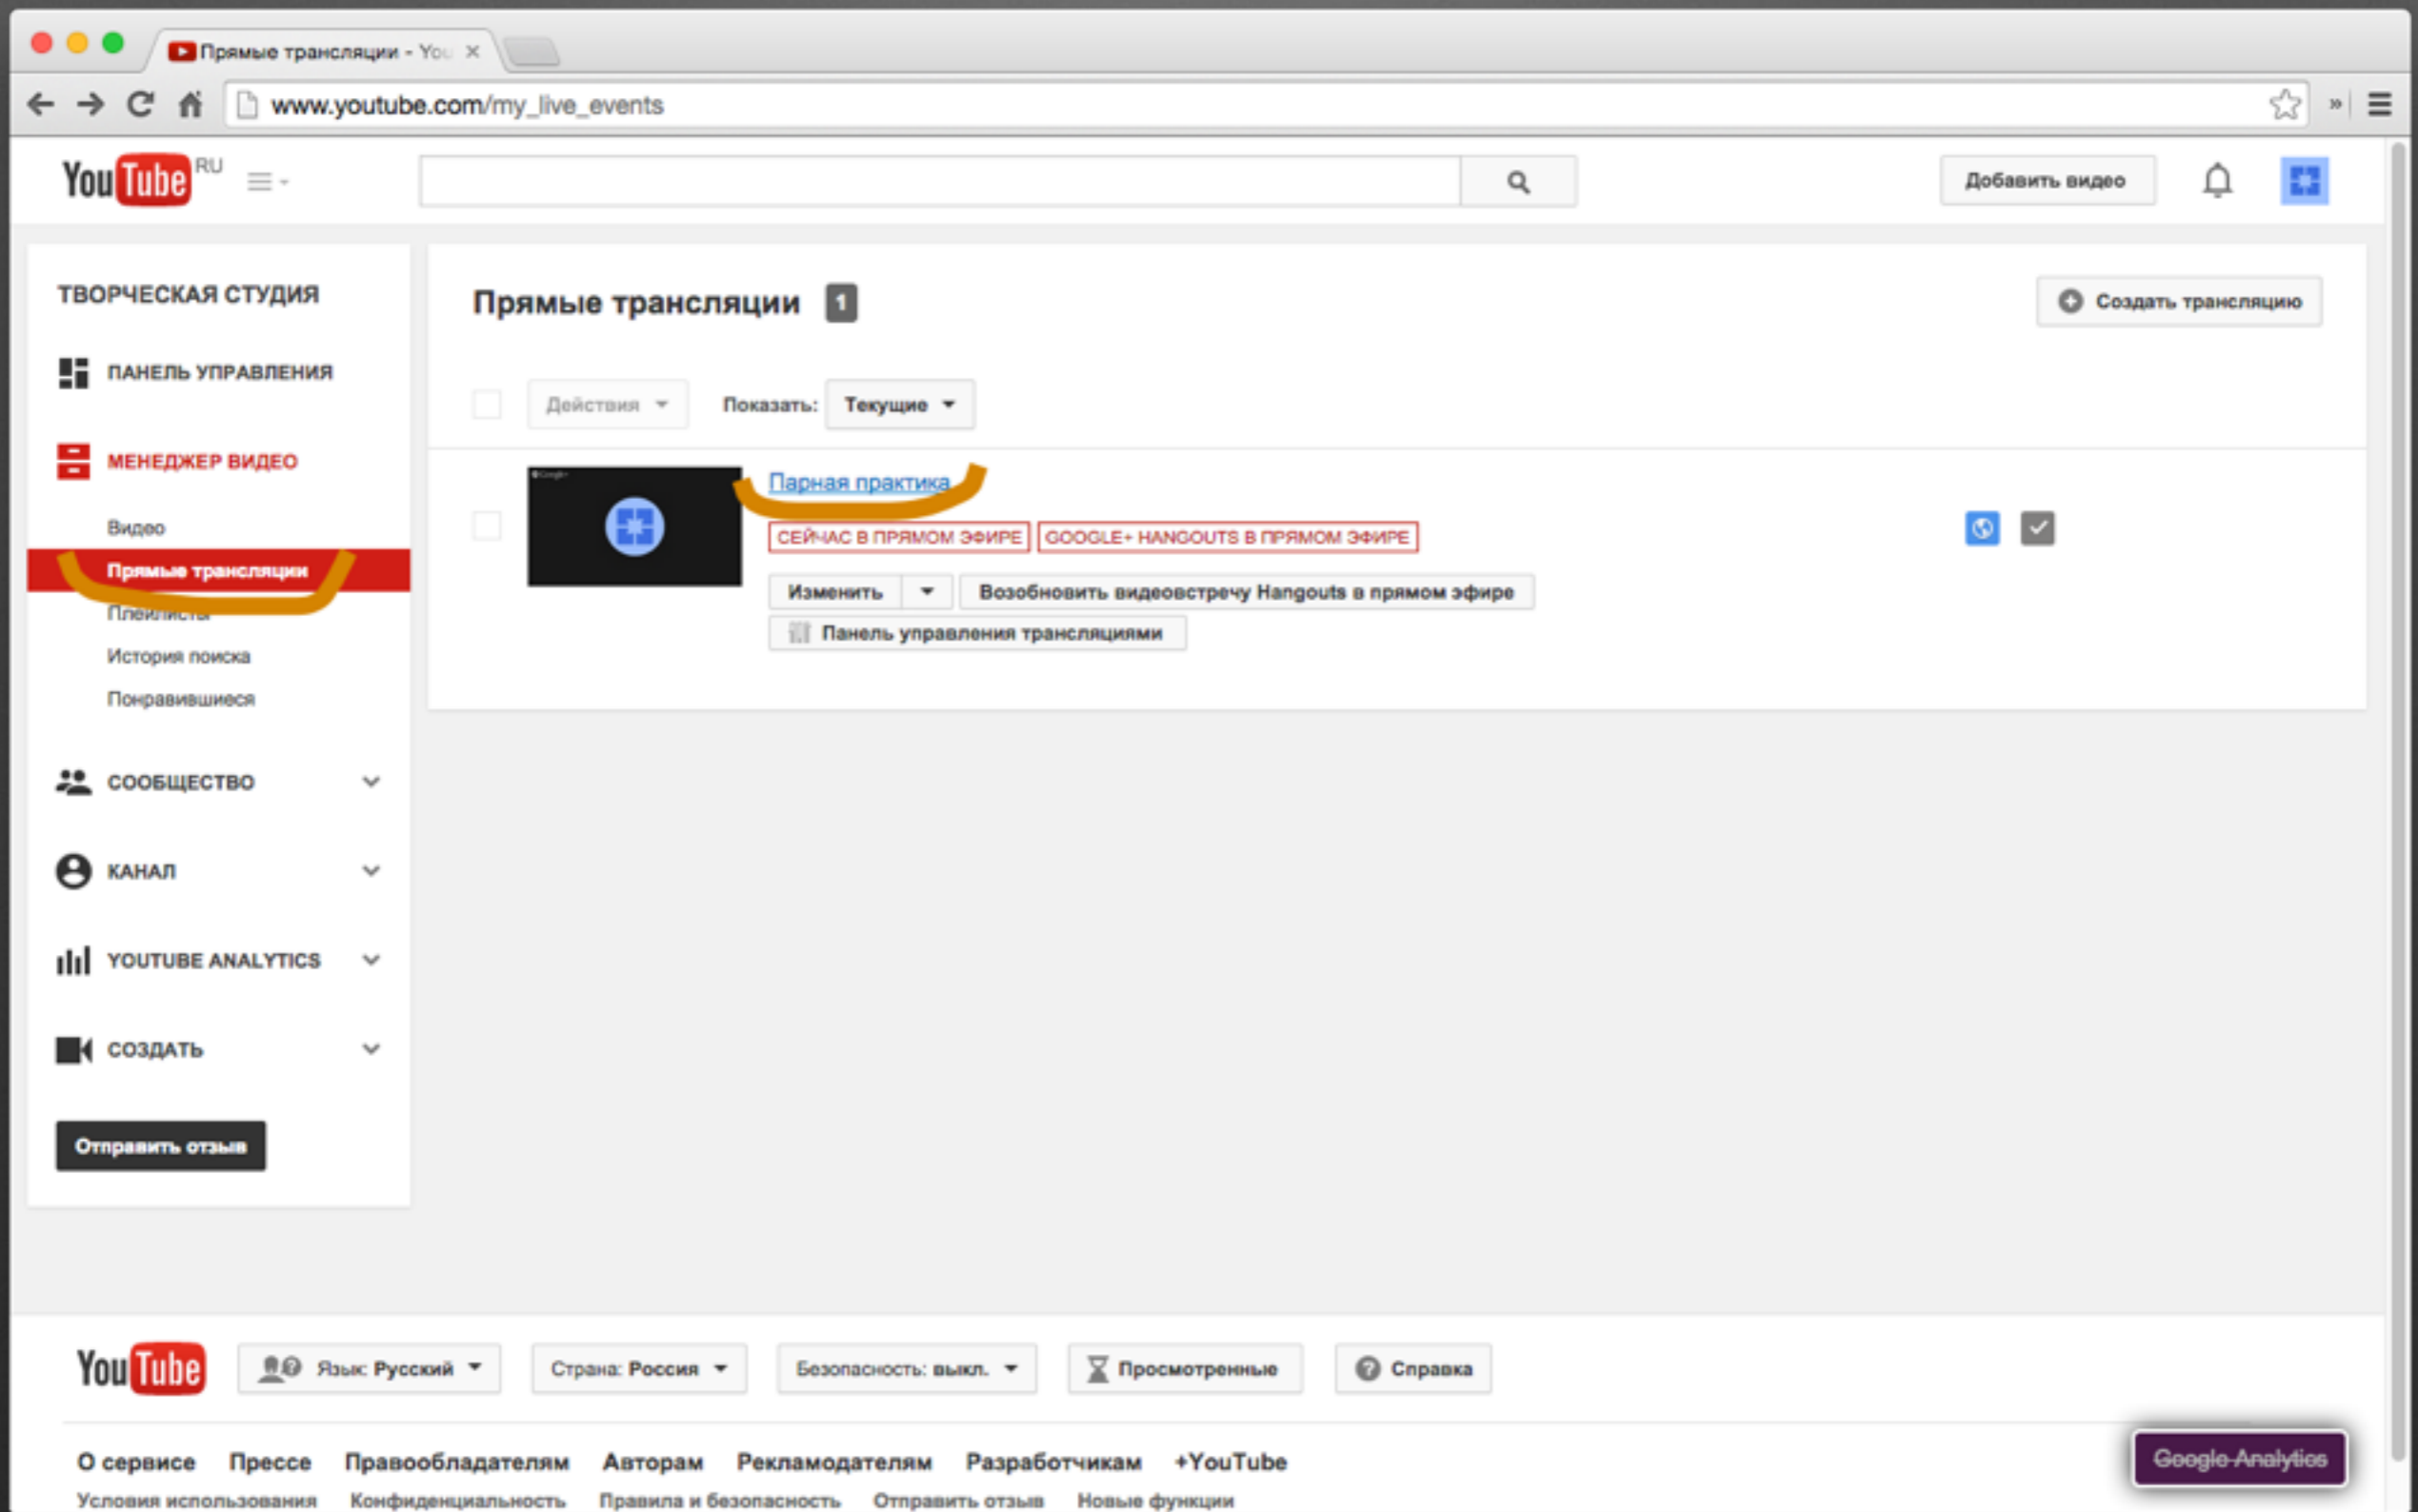 Прямые трансляции - You
www.youtube.com/my_live_events
YouTube RU
Добавить видео
ТВОРЧЕСКАЯ СТУДИЯ
ПАНЕЛЬ УПРАВЛЕНИЯ
МЕНЕДЖЕР ВИДЕО
Видео
Прямые трансляции
Плейлисты
История поиска
Понравившиеся
СООБЩЕСТВО
КАНАЛ
YOUTUBE ANALYTICS
СОЗДАТЬ
Отправить отзыв
Прямые трансляции 1
Создать трансляцию
Действия Показать: Текущие
Google+
Парная практика
СЕЙЧАС В ПРЯМОМ ЭФИРЕ GOOGLE+ HANGOUTS В ПРЯМОМ ЭФИРЕ
Изменить Возобновить видеовстречу Hangouts в прямом эфире
Панель управления трансляциями
YouTube Язык: Русский Страна: Россия Безопасность: выкл. Просмотренные Справка
О сервисе Прессе Правообладателям Авторам Рекламодателям Разработчикам +YouTube
Условия использования Конфиденциальность Правила и безопасность Отправить отзыв Новые функции
Google Analytics